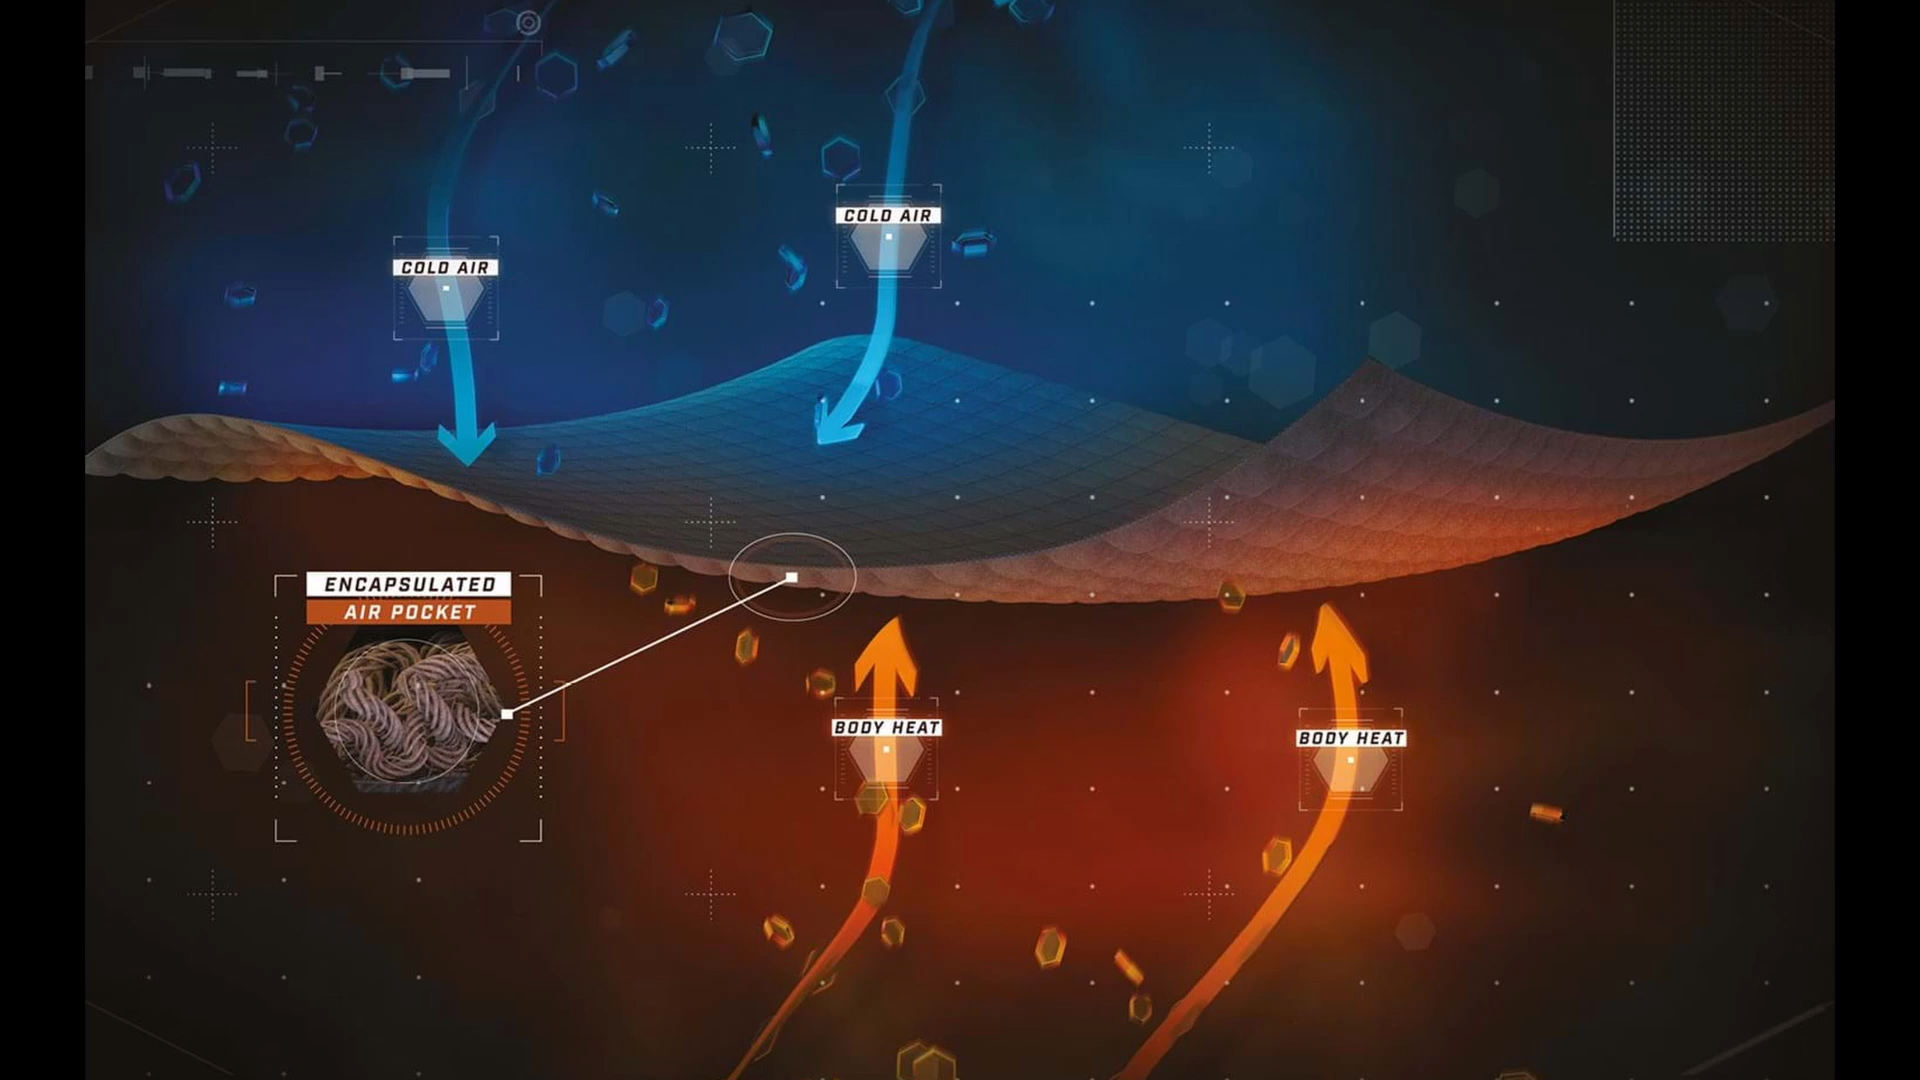 COLD AIR
COLD AIR
ENCAPSULATED
AIR POCKET
BODY HEAT
BODY HEAT